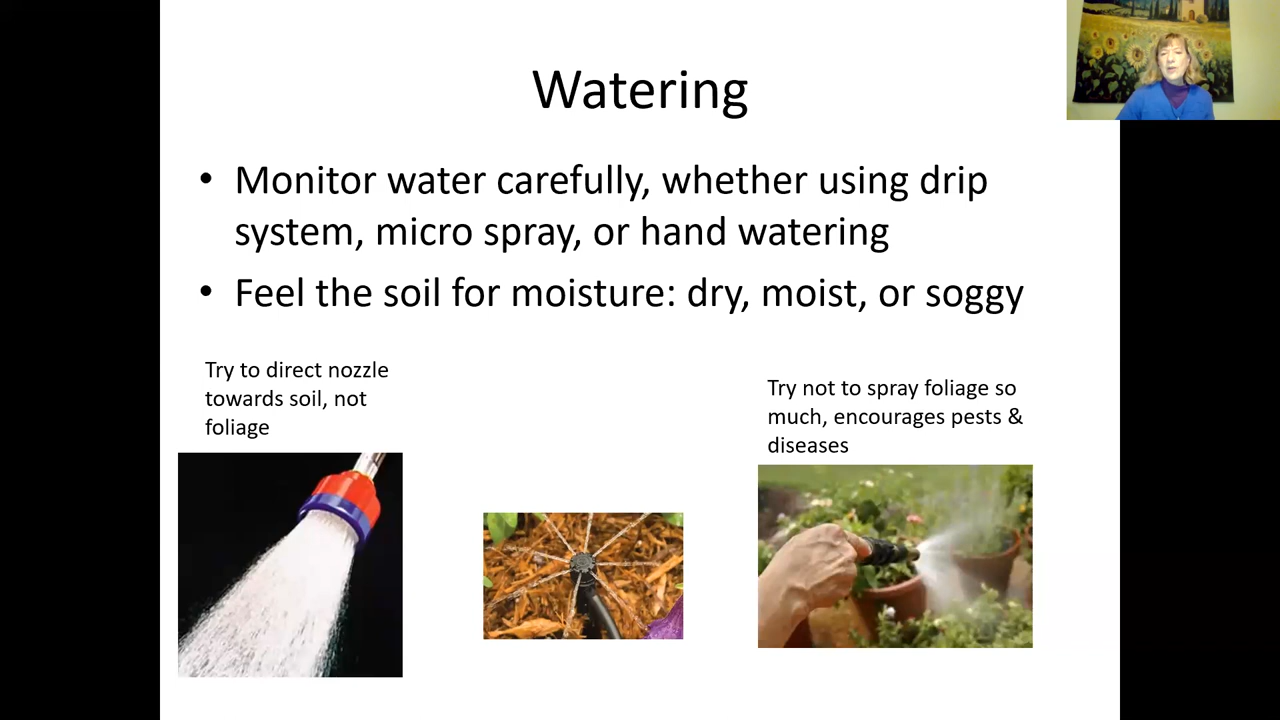 Watering
• Monitor water carefully, whether using drip
system, micro spray, or hand watering
• Feel the soil for moisture: dry, moist, or soggy
Try to direct nozzle
towards soil, not
foliage
Try not to spray foliage so
much, encourages pests &
diseases